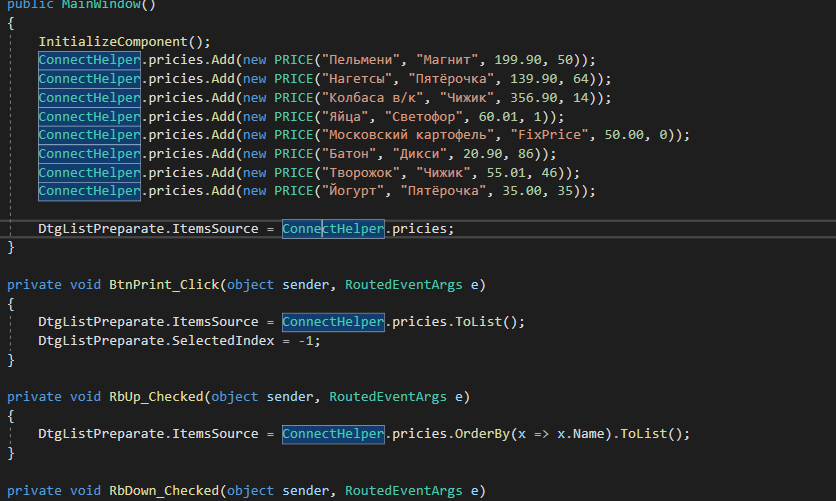 public MainWindow()
{
InitializeComponent();
ConnectHelper.pricies.Add(new PRICE("Пельмени", "Магнит", 199.90, 50));
ConnectHelper.pricies.Add(new PRICE("Нагетсы", "Пятёрочка", 139.90, 64));
ConnectHelper.pricies.Add(new PRICE("Колбаса в/к", "Чижик", 356.90, 14));
ConnectHelper.pricies.Add(new PRICE("Яйца", "Светофор", 60.01, 1));
ConnectHelper.pricies.Add(new PRICE("Московский картофель", "FixPrice", 50.00, 0));
ConnectHelper.pricies.Add(new PRICE("Батон", "Дикси", 20.90, 86));
ConnectHelper.pricies.Add(new PRICE("Творожок", "Чижик", 55.01, 46));
ConnectHelper.pricies.Add(new PRICE("Йогурт", "Пятёрочка", 35.00, 35));
DtgListPreparate.ItemsSource = ConnectHelper.pricies;
}
private void BtnPrint_Click(object sender, RoutedEventArgs e)
{
DtgListPreparate.ItemsSource = ConnectHelper.pricies.ToList();
DtgListPreparate.SelectedIndex = -1;
}
private void RbUp_Checked(object sender, RoutedEventArgs e)
{
DtgListPreparate.ItemsSource = ConnectHelper.pricies.OrderBy(x => x.Name).ToList();
}
private void RbDown_Checked(object sender, RoutedEventArgs e)